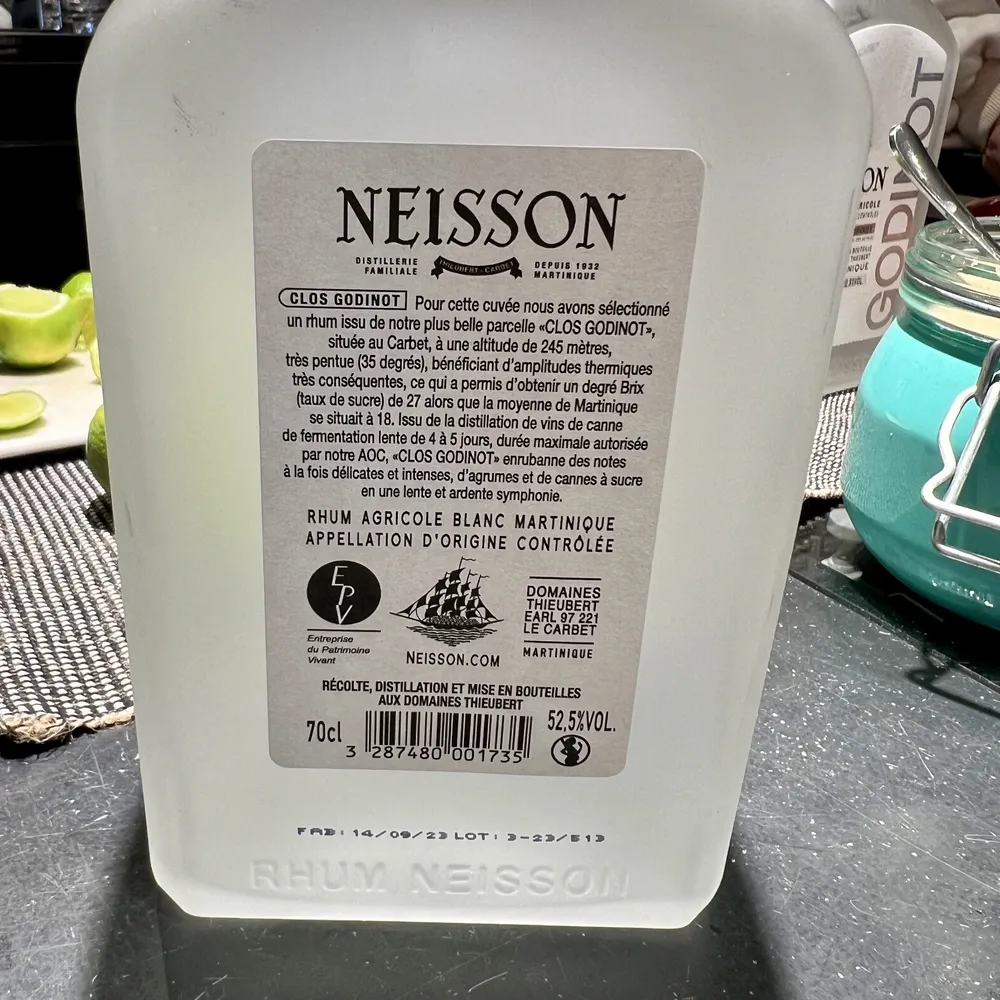 NEISSON
DISTILLERIE
FAMILIALE
THIEUBERT - CARBET
DEPUIS 1932
MARTINIQUE
CLOS GODINOT Pour cette cuvée nous avons sélectionné
un rhum issu de notre plus belle parcelle «CLOS GODINOT»,
située au Carbet, à une altitude de 245 mètres,
très pentue (35 degrés), bénéficiant d'amplitudes thermiques
très conséquentes, ce qui a permis d'obtenir un degré Brix
(taux de sucre) de 27 alors que la moyenne de Martinique
se situait à 18. Issu de la distillation de vins de canne
de fermentation lente de 4 à 5 jours, durée maximale autorisée
par notre AOC, «CLOS GODINOT» enrubanne des notes
à la fois délicates et intenses, d'agrumes et de cannes à sucre
en une lente et ardente symphonie.
RHUM AGRICOLE BLANC MARTINIQUE
APPELLATION D'ORIGINE CONTRÔLÉE
EPV
Entreprise
du Patrimoine
Vivant
NEISSON.COM
DOMAINES
THIEUBERT
EARL 97 221
LE CARBET
MARTINIQUE
RÉCOLTE, DISTILLATION ET MISE EN BOUTEILLES
AUX DOMAINES THIEUBERT
70cl
3 287480 001735
52,5%VOL.
FAB: 14/09/23 LOT: 3-23/513
RHUM NEISSON
GODINOT
ON